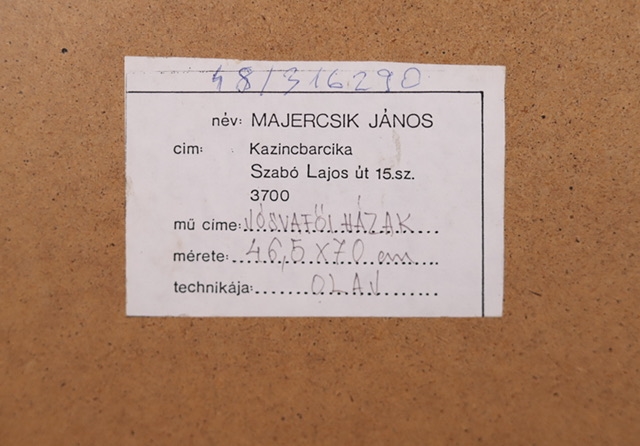 48/316290
név: MAJERCSIK JÁNOS
cim: Kazincbarcika
Szabó Lajos út 15.sz.
3700
mű címe: JÓSVAFŐI HÁZAK
mérete: 46,5 X 70 cm
technikája: OLAJ